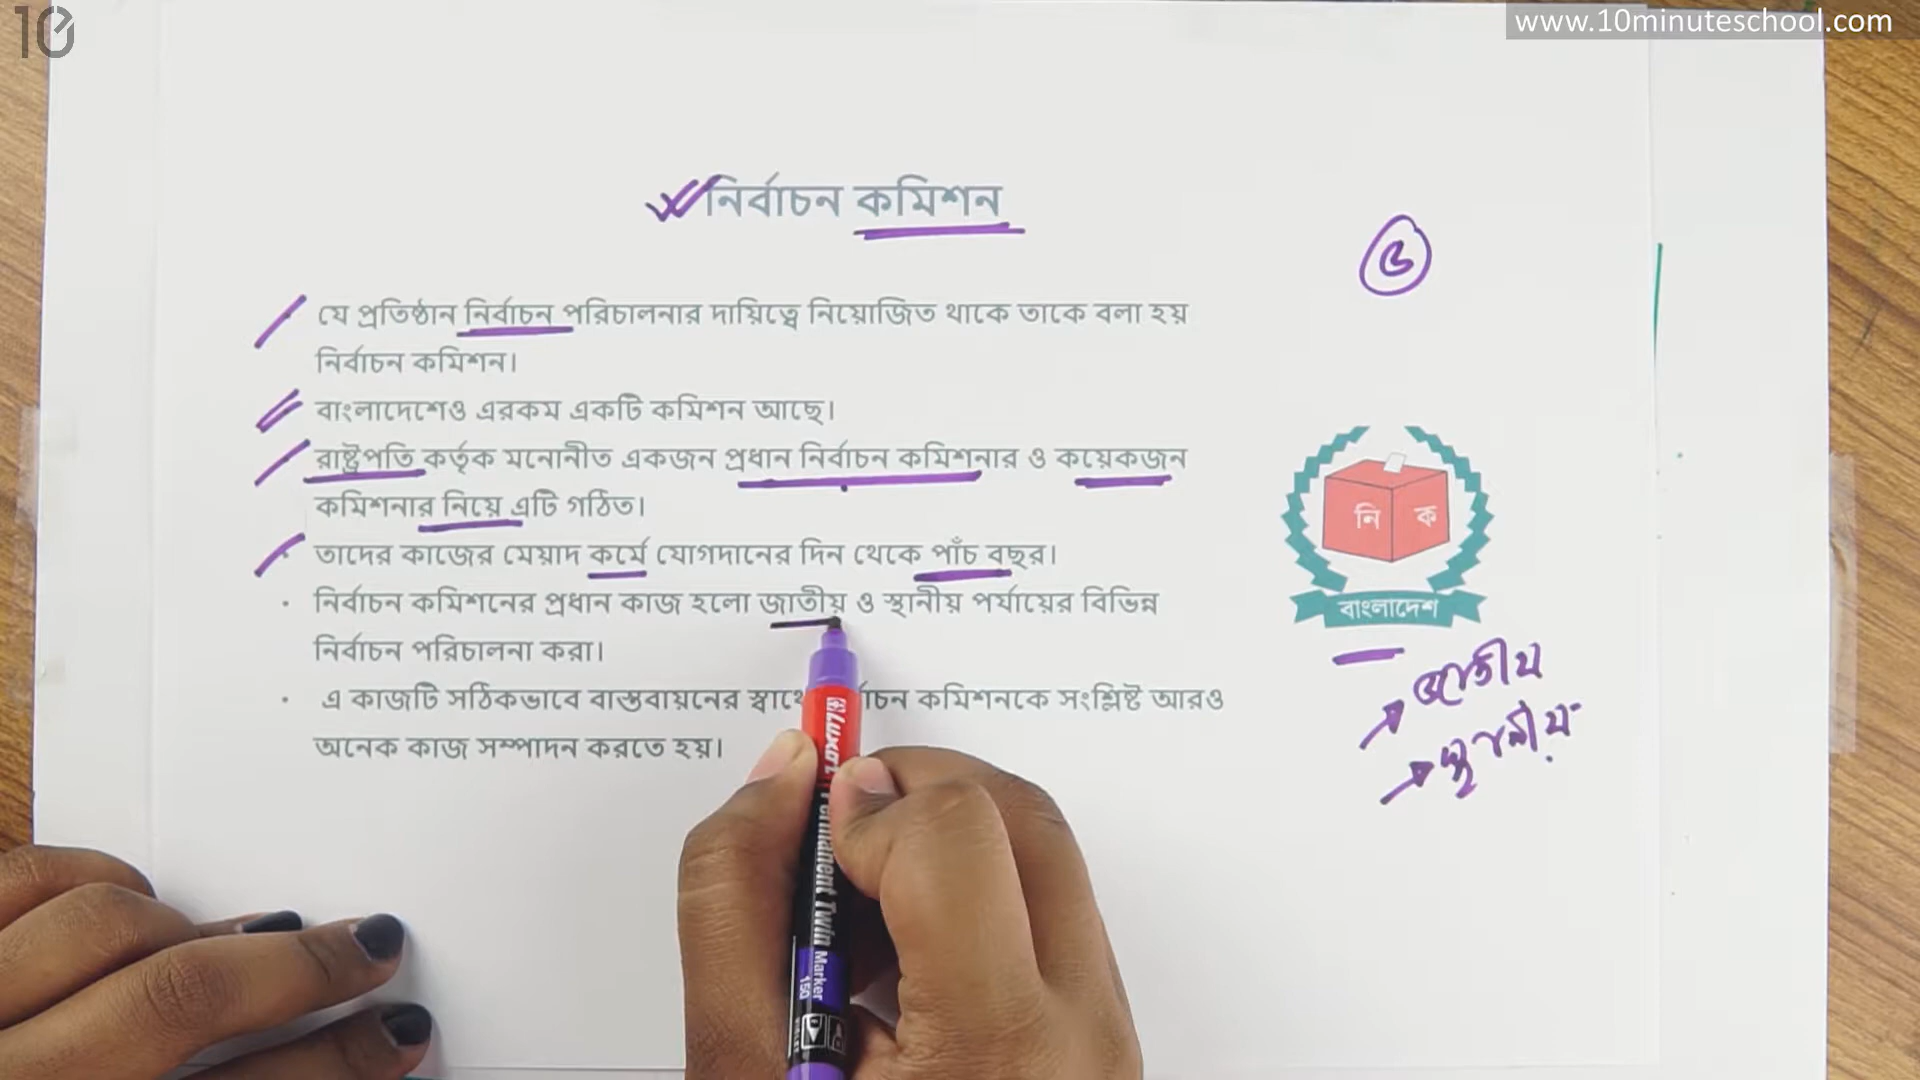 10
www.10minuteschool.com
নির্বাচন কমিশন
৫
যে প্রতিষ্ঠান নির্বাচন পরিচালনার দায়িত্বে নিয়োজিত থাকে তাকে বলা হয়
নির্বাচন কমিশন।
বাংলাদেশেও এরকম একটি কমিশন আছে।
রাষ্ট্রপতি কর্তৃক মনোনীত একজন প্রধান নির্বাচন কমিশনার ও কয়েকজন
কমিশনার নিয়ে এটি গঠিত।
তাদের কাজের মেয়াদ কর্মে যোগদানের দিন থেকে পাঁচ বছর।
· নির্বাচন কমিশনের প্রধান কাজ হলো জাতীয় ও স্থানীয় পর্যায়ের বিভিন্ন
নির্বাচন পরিচালনা করা।
· এ কাজটি সঠিকভাবে বাস্তবায়নের কমিশনকে সংশ্লিষ্ট আরও
অনেক কাজ সম্পাদন করতে হয়।
নি ক
বাংলাদেশ
জাতীয়
স্থানীয়
Luxor Permanent Twin Marker 150